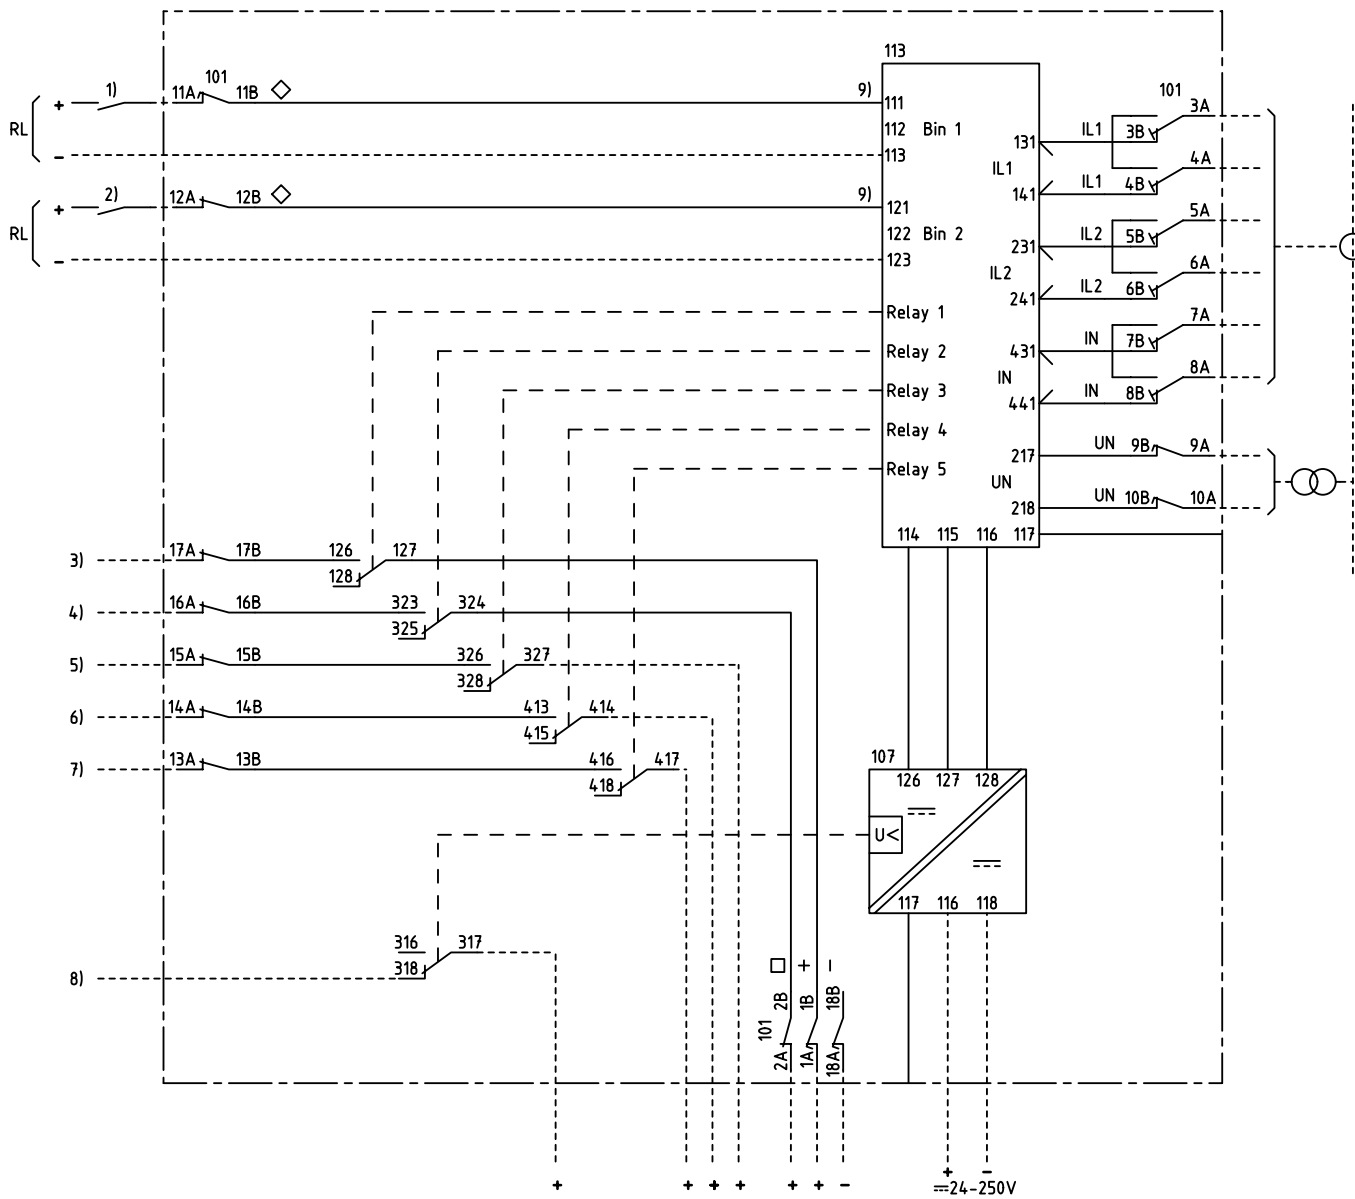 113
101
1) 11A 11B 9) 111
RL + −
112 Bin 1
113
2) 12A 12B 9) 121
RL + −
122 Bin 2
123
101
3A
131 IL1 3B
IL1
4A
141 IL1 4B
5A
231 IL2 5B
IL2
6A
241 IL2 6B
7A
431 IN 7B
IN
8A
441 IN 8B
217 UN 9B 9A
UN
218 UN 10B 10A
Relay 1
Relay 2
Relay 3
Relay 4
Relay 5
114 115 116 117
3) 17A 17B 126 127
128
4) 16A 16B 323 324
325
5) 15A 15B 326 327
328
6) 14A 14B 413 414
415
7) 13A 13B 416 417
418
107
126 127 128
U<
117 116 118
316 317
8) 318
+ −
101
2B 1B 18B
2A 1A 18A
+ + + + + + −
+ −
24-250V